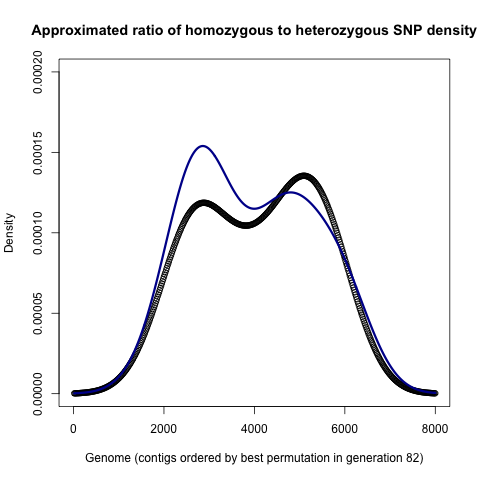 Approximated ratio of homozygous to heterozygous SNP density
Density
0.00020
0.00015
0.00010
0.00005
0.00000
0 2000 4000 6000 8000
Genome (contigs ordered by best permutation in generation 82)